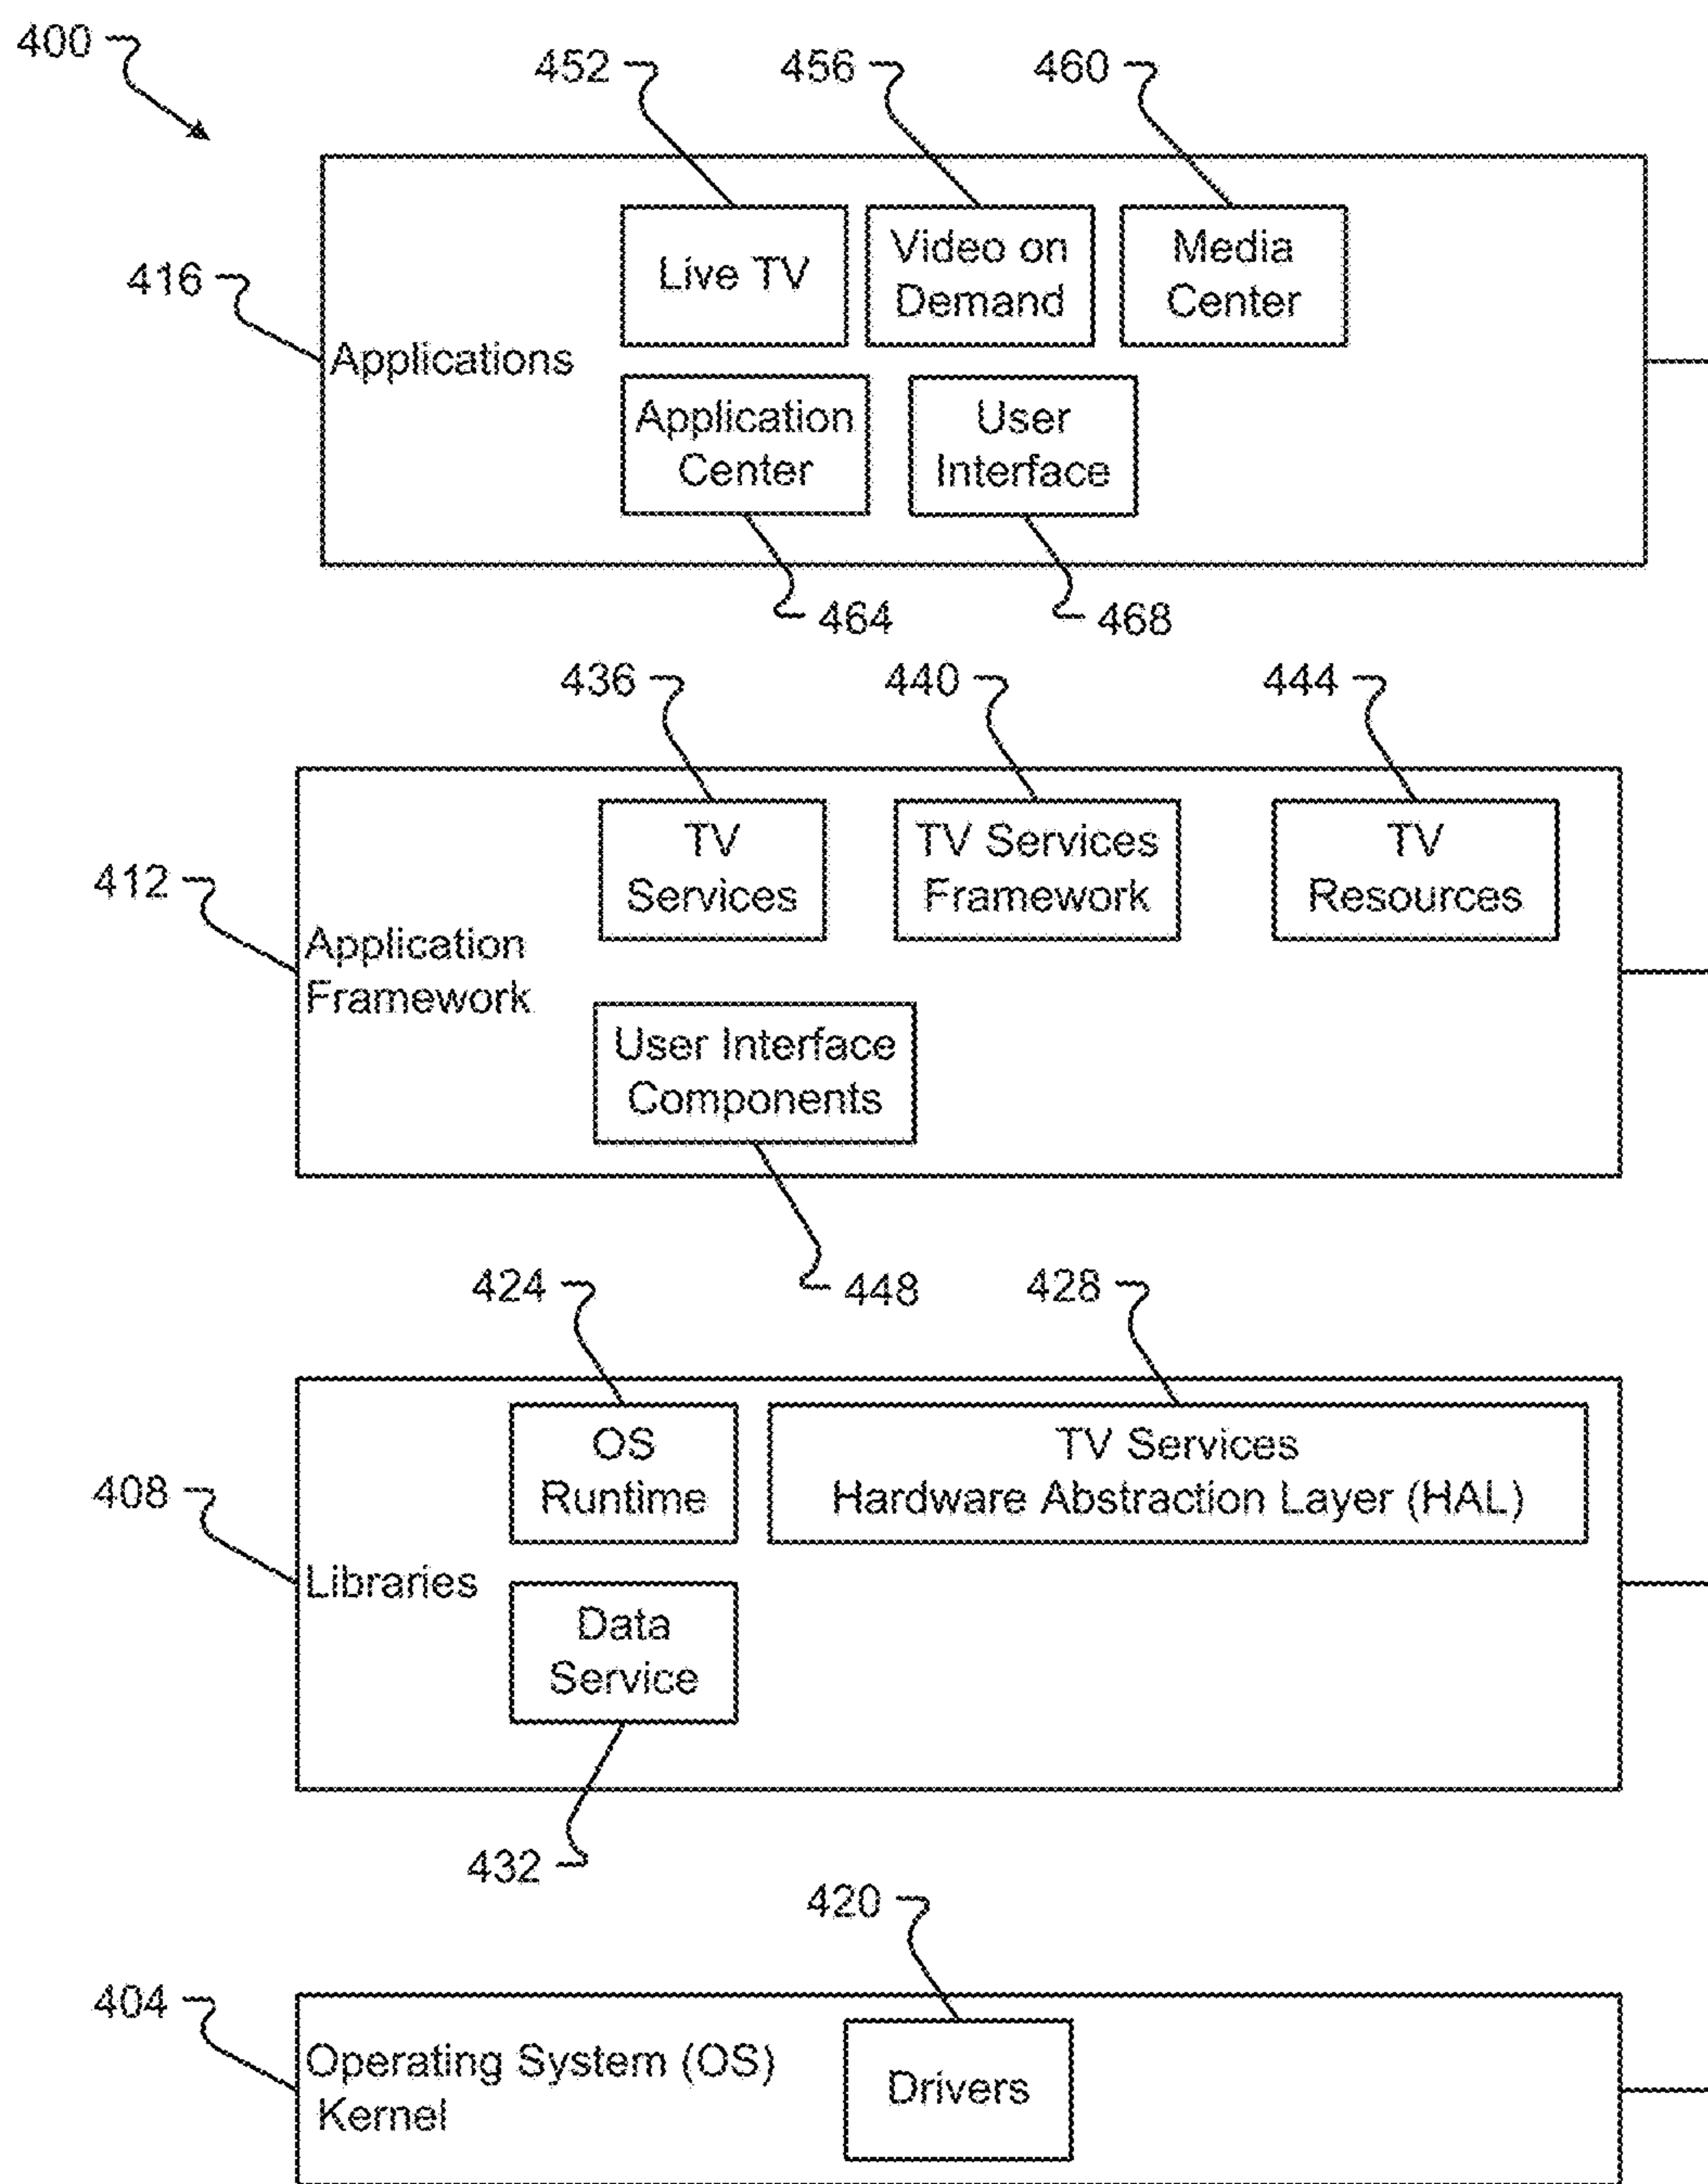 400
452
456
460
416
Live TV
Video on
Demand
Media
Center
Applications
Application
Center
User
Interface
464
468
436
440
444
412
TV
Services
TV Services
Framework
TV
Resources
Application
Framework
User Interface
Components
448
424
428
408
OS
Runtime
TV Services
Hardware Abstraction Layer (HAL)
Libraries
Data
Service
432
420
404
Operating System (OS)
Kernel
Drivers